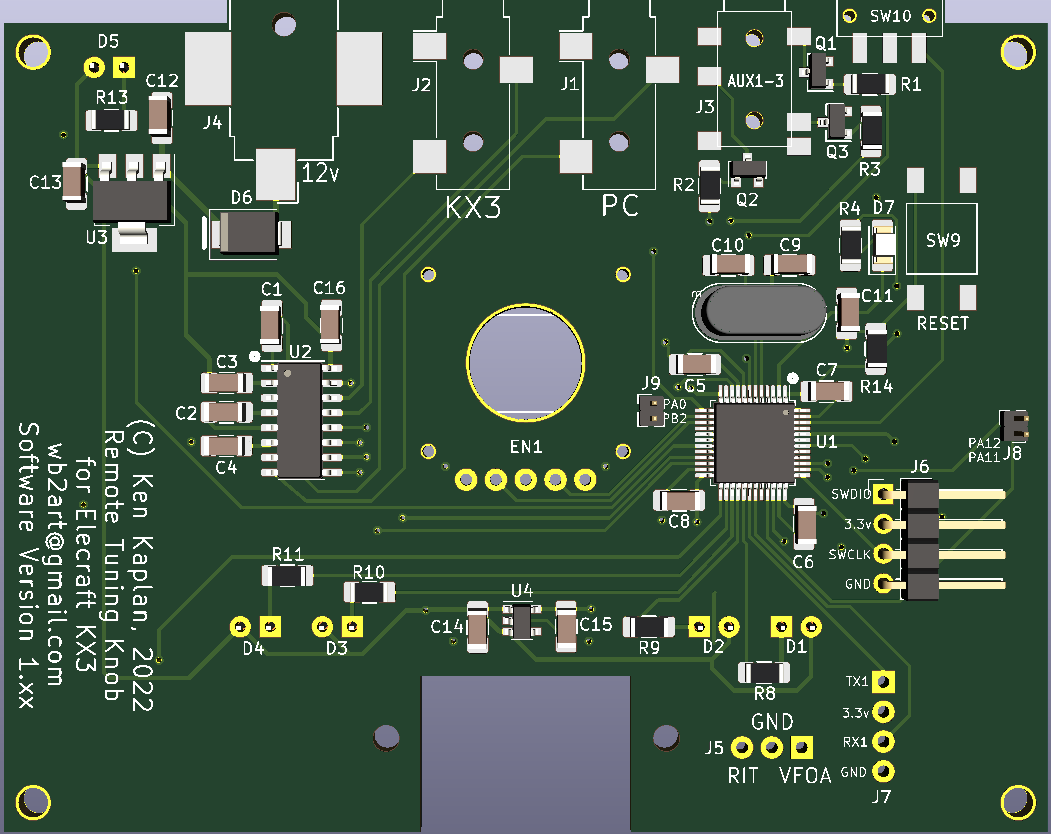 D5
C12
R13
J4
J2
J1
J3
AUX1-3
Q1
SW10
R1
Q3
R3
C13
12v
R2
Q2
D6
KX3
PC
U3
R4
D7
SW9
C10
C9
C11
RESET
C1
C16
U2
C3
C5
C7
R14
J9
PA0
PB2
C2
C4
EN1
U1
PA12
PA11
J8
J6
SWDIO
3.3v
SWCLK
GND
C8
C6
(C) Ken Kaplan, 2022
Remote Tuning Knob
for Elecraft KX3
wb2art@gmail.com
Software Version 1.xx
R11
R10
U4
C14
C15
D4
D3
R9
D2
D1
R8
TX1
3.3v
RX1
GND
J7
GND
J5
RIT
VFOA